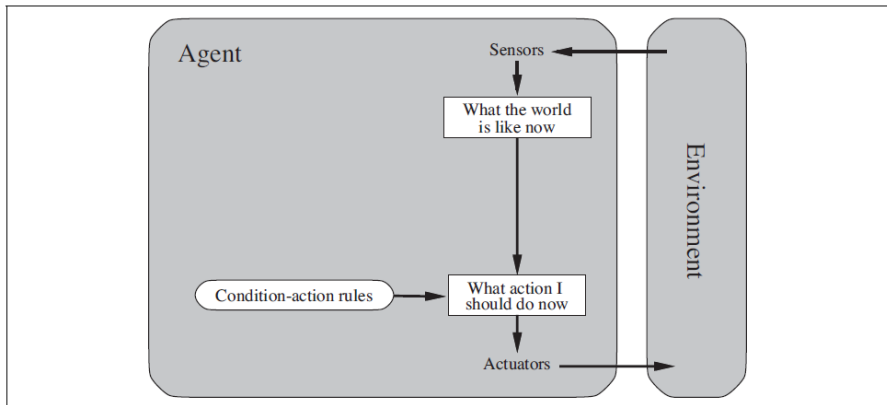 Agent
Sensors
What the world
is like now
Environment
Condition-action rules
What action I
should do now
Actuators